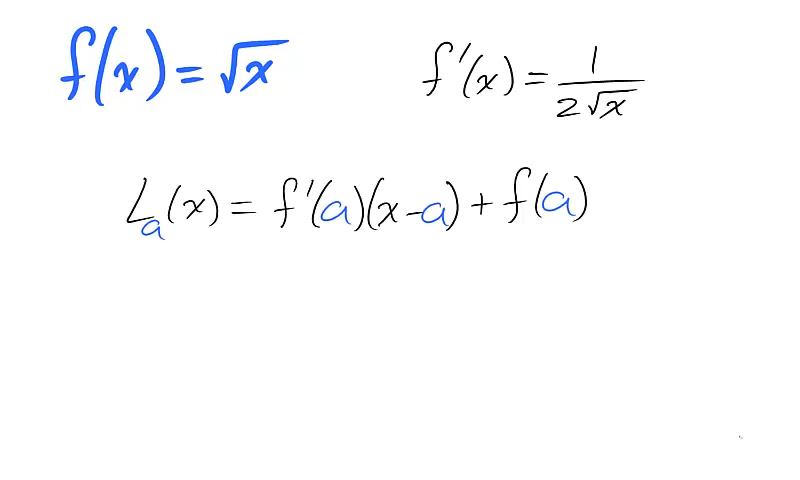 f(x) = √x
f'(x) = 1/(2√x)
Lₐ(x) = f'(a)(x-a) + f(a)